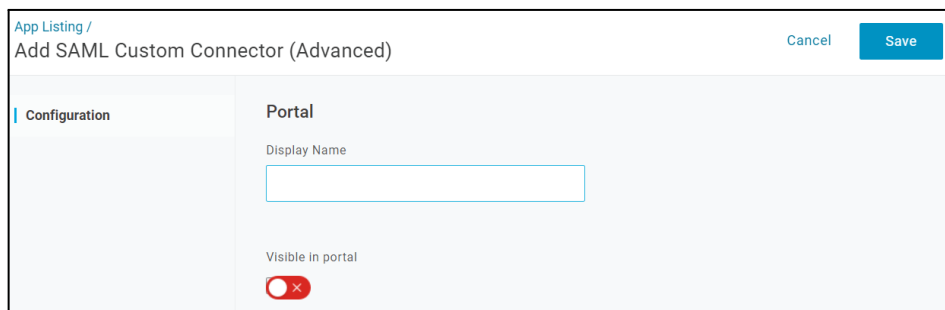 App Listing /
Add SAML Custom Connector (Advanced)
Cancel
Save
Configuration
Portal
Display Name
Visible in portal